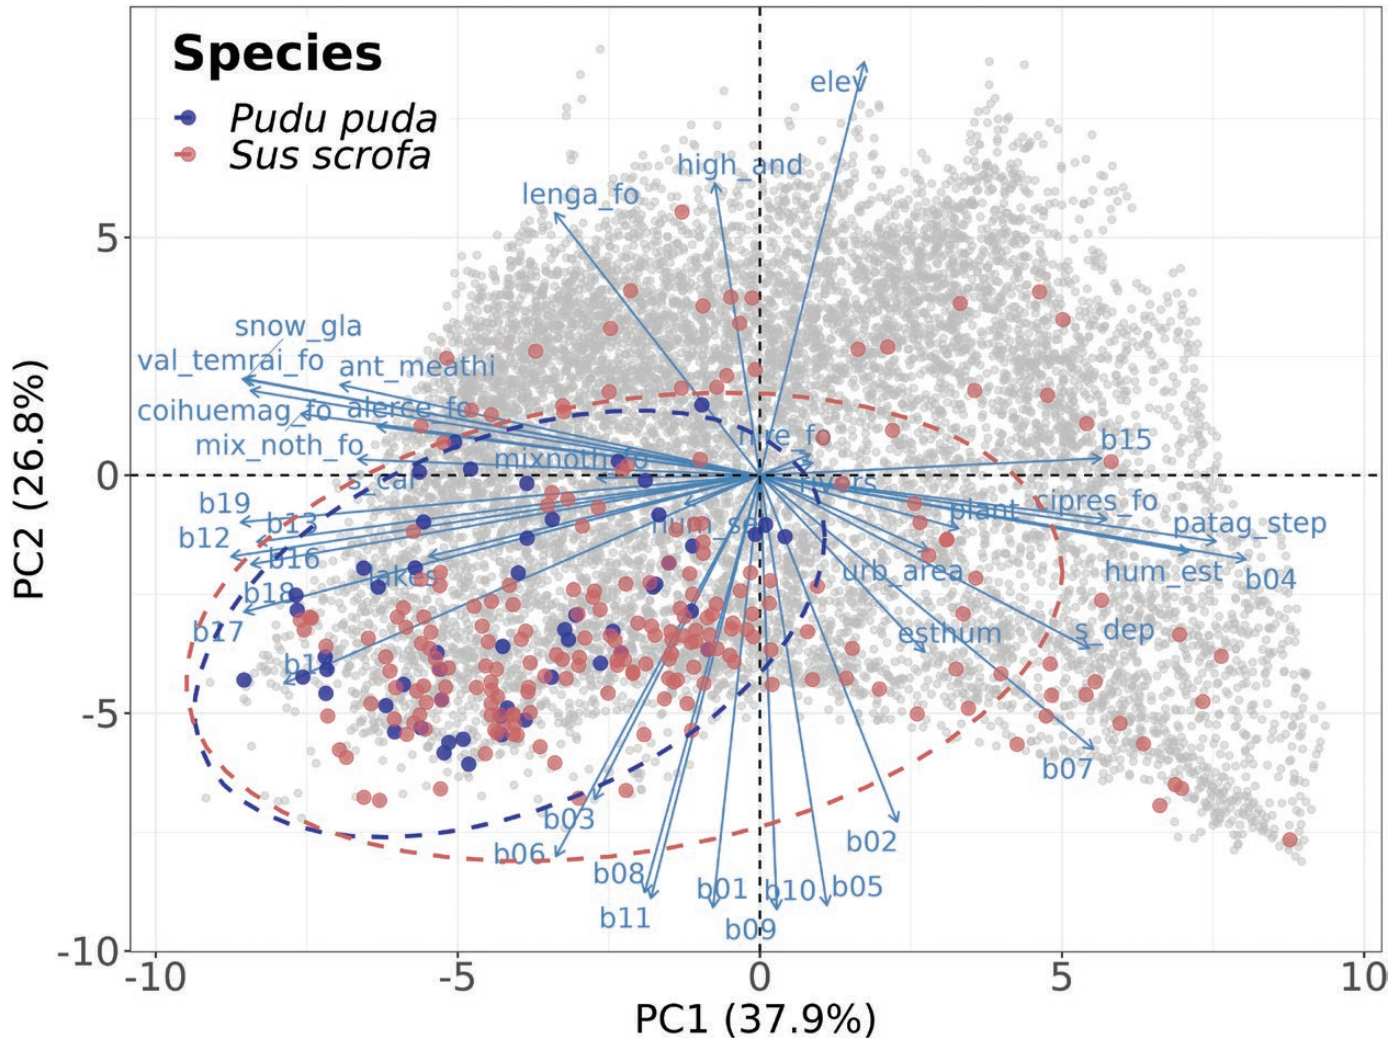 Species
Pudu puda
Sus scrofa
elev
high_and
lenga_fo
snow_gla
val_temrai_fo
ant_meathi
coihuemag_fo
alerce_fo
mix_noth_fo
b15
s_cal
rivers
b19
b13
cipres_fo
plant
b12
patag_step
b16
lakes
urb_area
hum_est
b04
b18
b17
esthum
s_dep
b07
b03
b02
b06
b08
b01
b10
b05
b11
b09
5
0
-5
-10
-10
-5
0
5
10
PC1 (37.9%)
PC2 (26.8%)